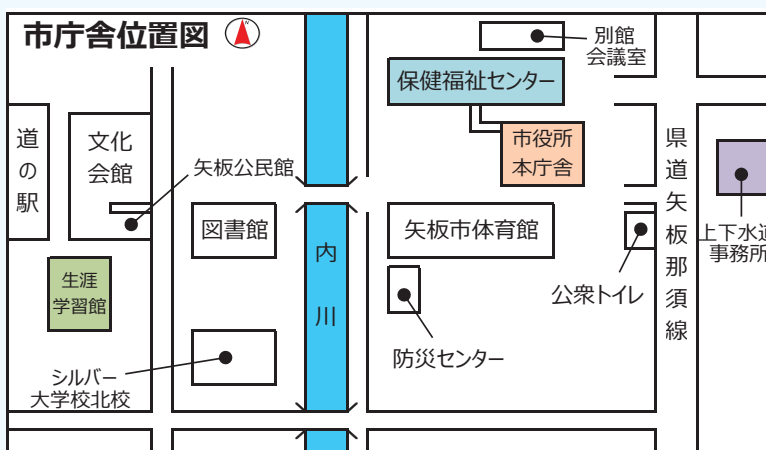 市庁舎位置図
N
別館
会議室
保健福祉センター
市役所
本庁舎
道の駅
文化
会館
矢板公民館
図書館
内川
矢板市体育館
県道矢板那須線
上下水道
事務所
公衆トイレ
生涯
学習館
防災センター
シルバー
大学校北校